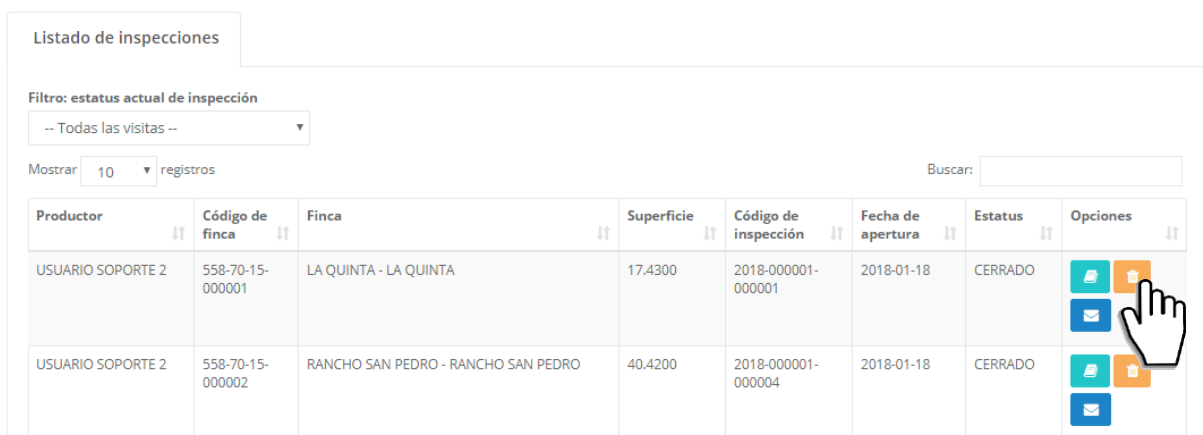 Listado de inspecciones
Filtro: estatus actual de inspección
-- Todas las visitas --
Mostrar 10 registros Buscar:
Productor Código de finca Finca Superficie Código de inspección Fecha de apertura Estatus Opciones
USUARIO SOPORTE 2 558-70-15-000001 LA QUINTA - LA QUINTA 17.4300 2018-000001-000001 2018-01-18 CERRADO
USUARIO SOPORTE 2 558-70-15-000002 RANCHO SAN PEDRO - RANCHO SAN PEDRO 40.4200 2018-000001-000004 2018-01-18 CERRADO